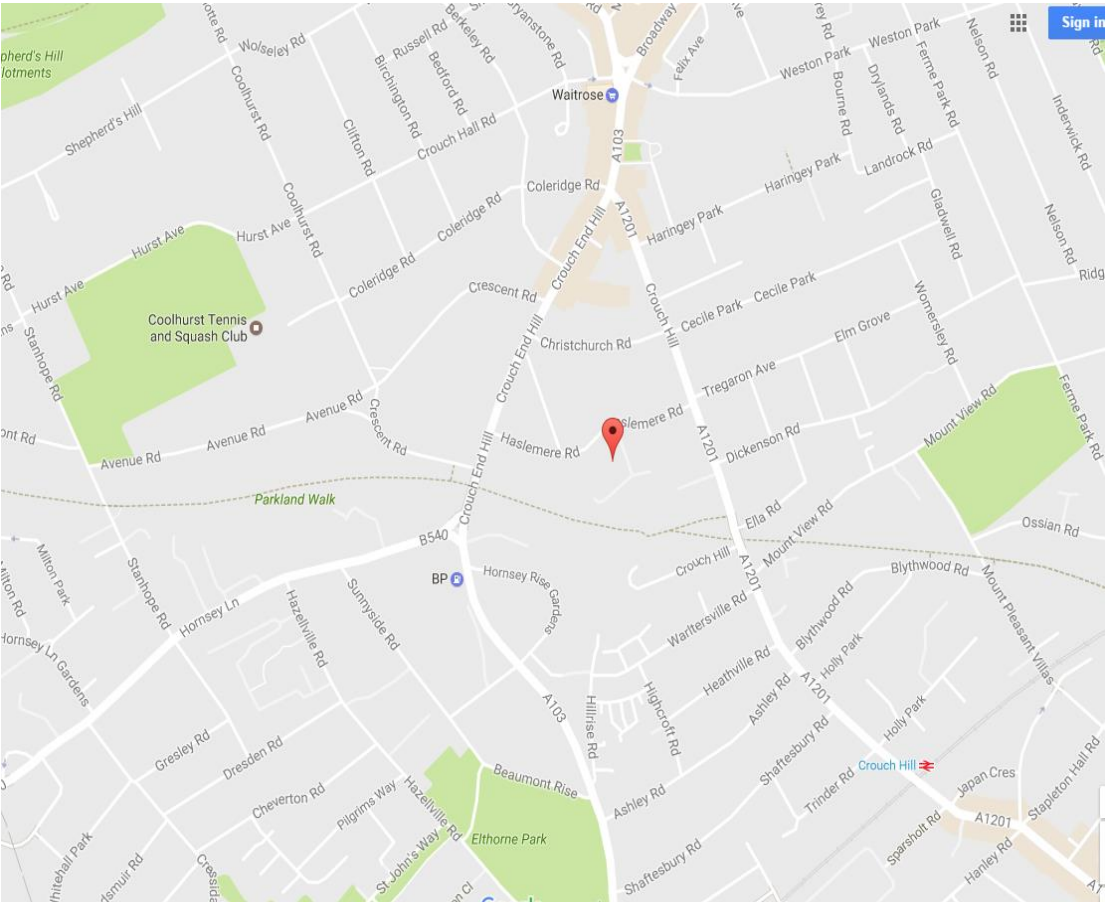 Sign in
Shepherd's Hill
Wolseley Rd
Coolhurst Rd
Russell Rd
Berkeley Rd
Bedford Rd
Birchington Rd
Clifton Rd
Crouch Hall Rd
Waitrose
Broadway
Felix Ave
A103
Weston Park
Weston Park
Bourne Rd
Drylands Rd
Ferme Park Rd
Nelson Rd
Inderwick Rd
Landrock Rd
Haringey Park
Haringey Park
Gladwell Rd
Nelson Rd
Coleridge Rd
Coleridge Rd
Coleridge Rd
A1201
Crouch End Hill
Coolhurst Rd
Hurst Ave
Hurst Ave
Hurst Ave
Stanhope Rd
Coolhurst Tennis
and Squash Club
Crescent Rd
Christchurch Rd
Crouch End Hill
Crouch Hill
Cecile Park
Cecile Park
Womersley Rd
Elm Grove
Tregaron Ave
Avenue Rd
Avenue Rd
Avenue Rd
Crescent Rd
Haslemere Rd
slemere Rd
A1201
Dickenson Rd
Mount View Rd
Ferme Park Rd
Parkland Walk
Crouch End Hill
B540
BP
Hornsey Rise
Gardens
Ella Rd
Mount View Rd
Crouch Hill
A1201
Ossian Rd
Blythwood Rd
Blythwood Rd
Mount Pleasant Villas
Milton Park
Milton Rd
Stanhope Rd
Hornsey Ln
Hornsey Ln Gardens
Hazellville Rd
Sunnyside Rd
Warltersville Rd
Heathville Rd
Holly Park
Holly Park
A1201
Ashley Rd
Highcroft Rd
Hillrise Rd
A103
Shaftesbury Rd
Trinder Rd
Crouch Hill
Japan Cres
Stapleton Hall Rd
Sparsholt Rd
A1201
Hanley Rd
Gresley Rd
Dresden Rd
Cheverton Rd
Pilgrims Way
Hazellville Rd
Beaumont Rise
Ashley Rd
Elthorne Park
St John's Way
Shaftesbury Rd